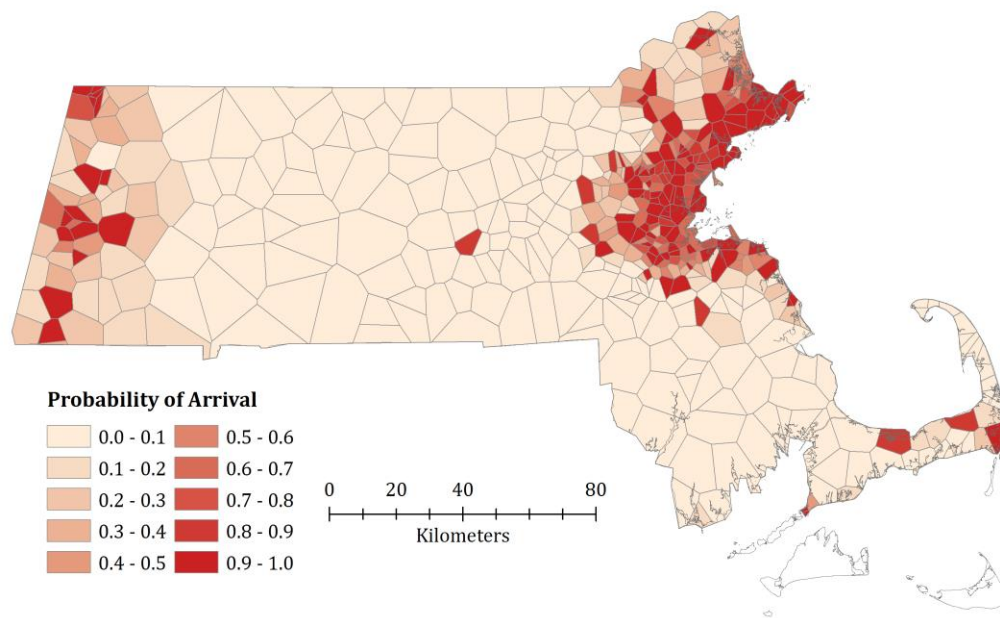 Probability of Arrival
0.0 - 0.1 0.5 - 0.6
0.1 - 0.2 0.6 - 0.7
0.2 - 0.3 0.7 - 0.8
0.3 - 0.4 0.8 - 0.9
0.4 - 0.5 0.9 - 1.0
0 20 40 80
Kilometers